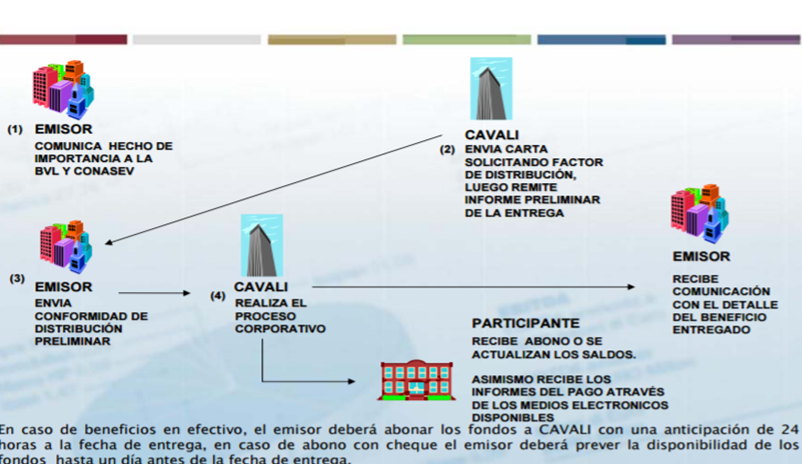 (1) EMISOR
COMUNICA HECHO DE
IMPORTANCIA A LA
BVL Y CONASEV
CAVALI
(2) ENVIA CARTA
SOLICITANDO FACTOR
DE DISTRIBUCIÓN,
LUEGO REMITE
INFORME PRELIMINAR
DE LA ENTREGA
(3) EMISOR
ENVIA
CONFORMIDAD DE
DISTRIBUCIÓN
PRELIMINAR
CAVALI
(4) REALIZA EL
PROCESO
CORPORATIVO
EMISOR
RECIBE
COMUNICACIÓN
CON EL DETALLE
DEL BENEFICIO
ENTREGADO
PARTICIPANTE
RECIBE ABONO O SE
ACTUALIZAN LOS SALDOS.
ASIMISMO RECIBE LOS
INFORMES DEL PAGO ATRAVÉS
DE LOS MEDIOS ELECTRONICOS
DISPONIBLES
En caso de beneficios en efectivo, el emisor deberá abonar los fondos a CAVALI con una anticipación de 24
horas a la fecha de entrega, en caso de abono con cheque el emisor deberá prever la disponibilidad de los
fondos hasta un día antes de la fecha de entrega.